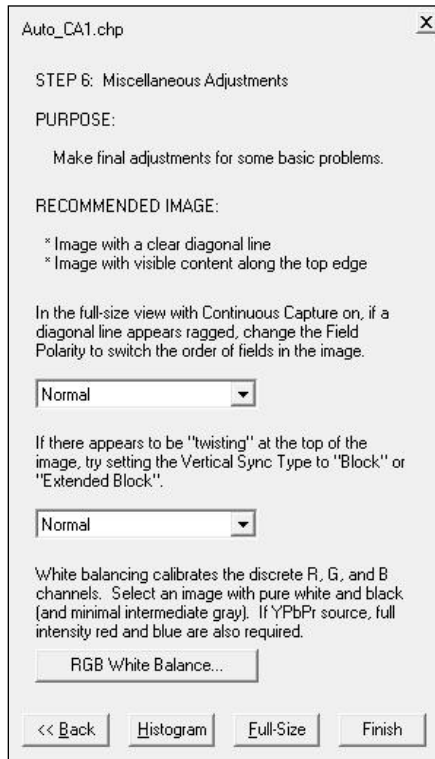 Auto_CA1.chp
X
STEP 6: Miscellaneous Adjustments
PURPOSE:
Make final adjustments for some basic problems.
RECOMMENDED IMAGE:
* Image with a clear diagonal line
* Image with visible content along the top edge
In the full-size view with Continuous Capture on, if a
diagonal line appears ragged, change the Field
Polarity to switch the order of fields in the image.
Normal
If there appears to be "twisting" at the top of the
image, try setting the Vertical Sync Type to "Block" or
"Extended Block".
Normal
White balancing calibrates the discrete R, G, and B
channels. Select an image with pure white and black
(and minimal intermediate gray). If YPbPr source, full
intensity red and blue are also required.
RGB White Balance...
<< Back Histogram Full-Size Finish